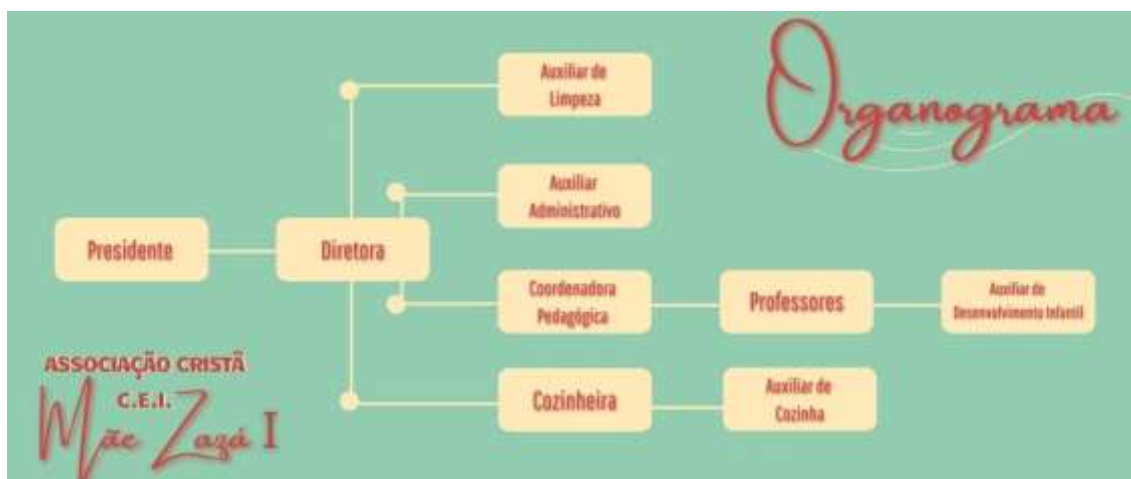 Organograma
Auxiliar de
Limpeza
Auxiliar
Administrativo
Presidente
Diretora
Coordenadora
Pedagógica
Professores
Auxiliar de
Desenvolvimento Infantil
Cozinheira
Auxiliar de
Cozinha
ASSOCIAÇÃO CRISTÃ
C.E.I.
Mãe Zazá I